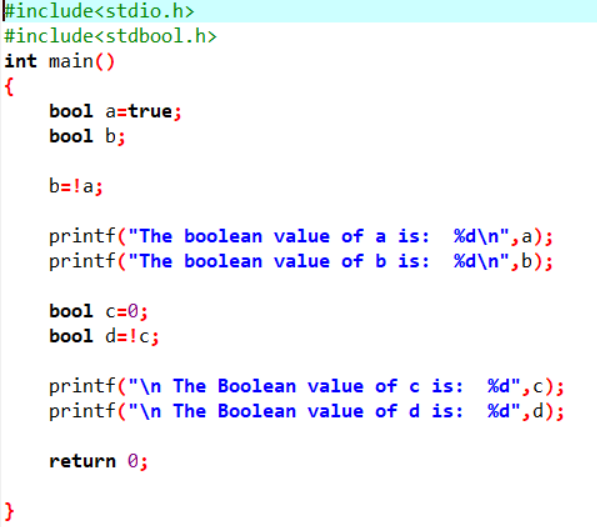 #include<stdio.h>
#include<stdbool.h>
int main()
{
    bool a=true;
    bool b;

    b=!a;

    printf("The boolean value of a is:  %d\n",a);
    printf("The boolean value of b is:  %d\n",b);

    bool c=0;
    bool d=!c;

    printf("\n The Boolean value of c is:  %d",c);
    printf("\n The Boolean value of d is:  %d",d);

    return 0;

}